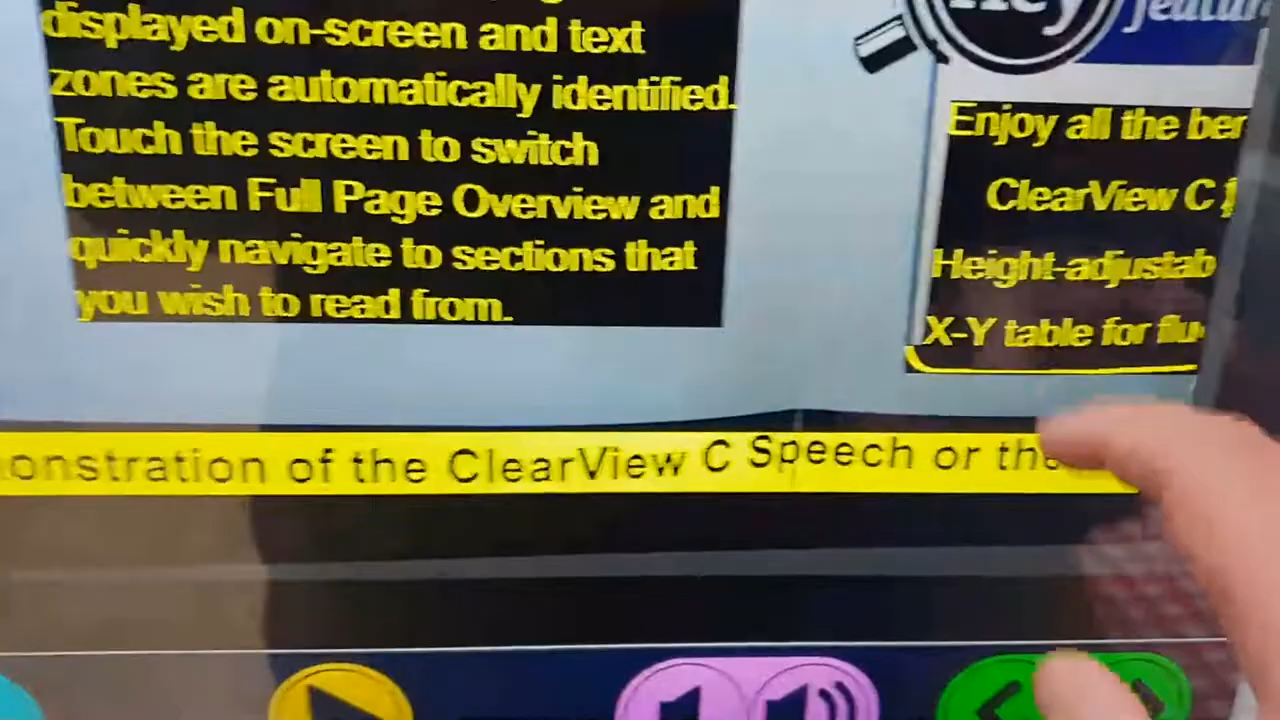 displayed on-screen and text
zones are automatically identified.
Touch the screen to switch
between Full Page Overview and
quickly navigate to sections that
you wish to read from.
Key
Enjoy all the
ClearView C
X-Y table for
of the ClearView C Speech or